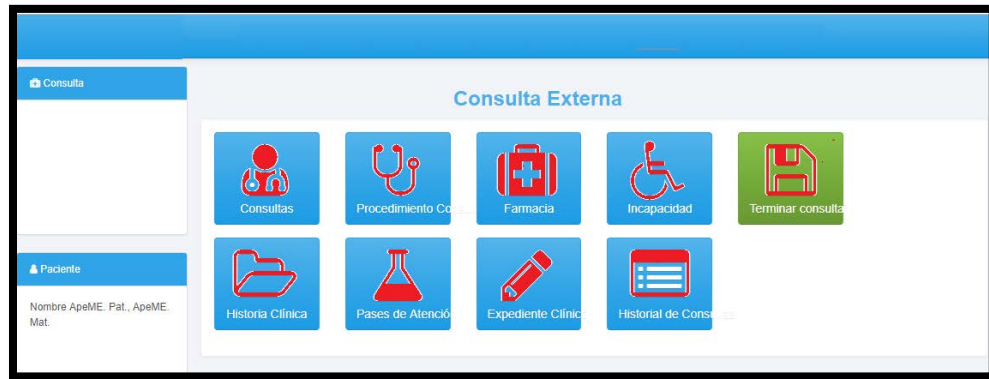 Consulta
Consulta Externa
Consultas
Procedimiento Co
Farmacia
Incapacidad
Terminar consulta
Paciente
Nombre ApeME. Pat., ApeME.
Mat.
Historia Clínica
Pases de Atenció
Expediente Clínic
Historial de Consu